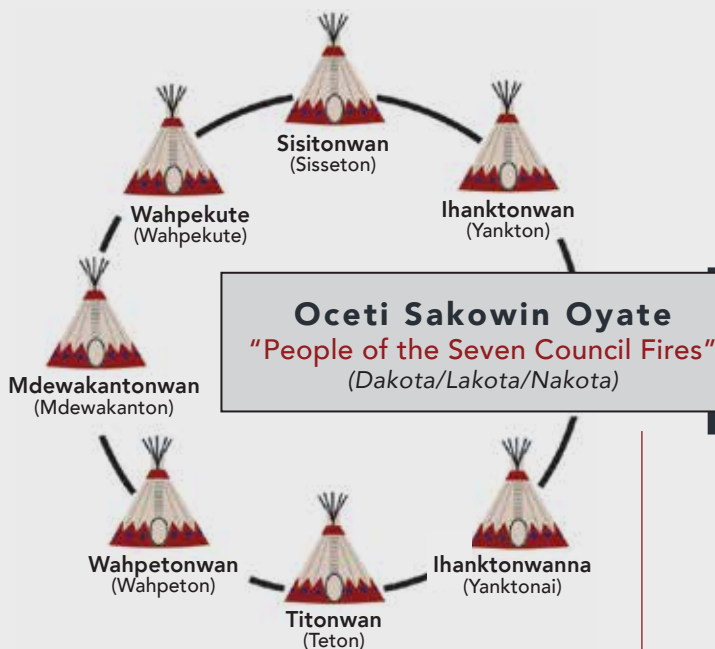 Sisitonwan
(Sisseton)
Wahpekute
(Wahpekute)
Ihanktonwan
(Yankton)
Oceti Sakowin Oyate
“People of the Seven Council Fires”
(Dakota/Lakota/Nakota)
Mdewakantonwan
(Mdewakanton)
Wahpetonwan
(Wahpeton)
Ihanktonwanna
(Yanktonai)
Titonwan
(Teton)